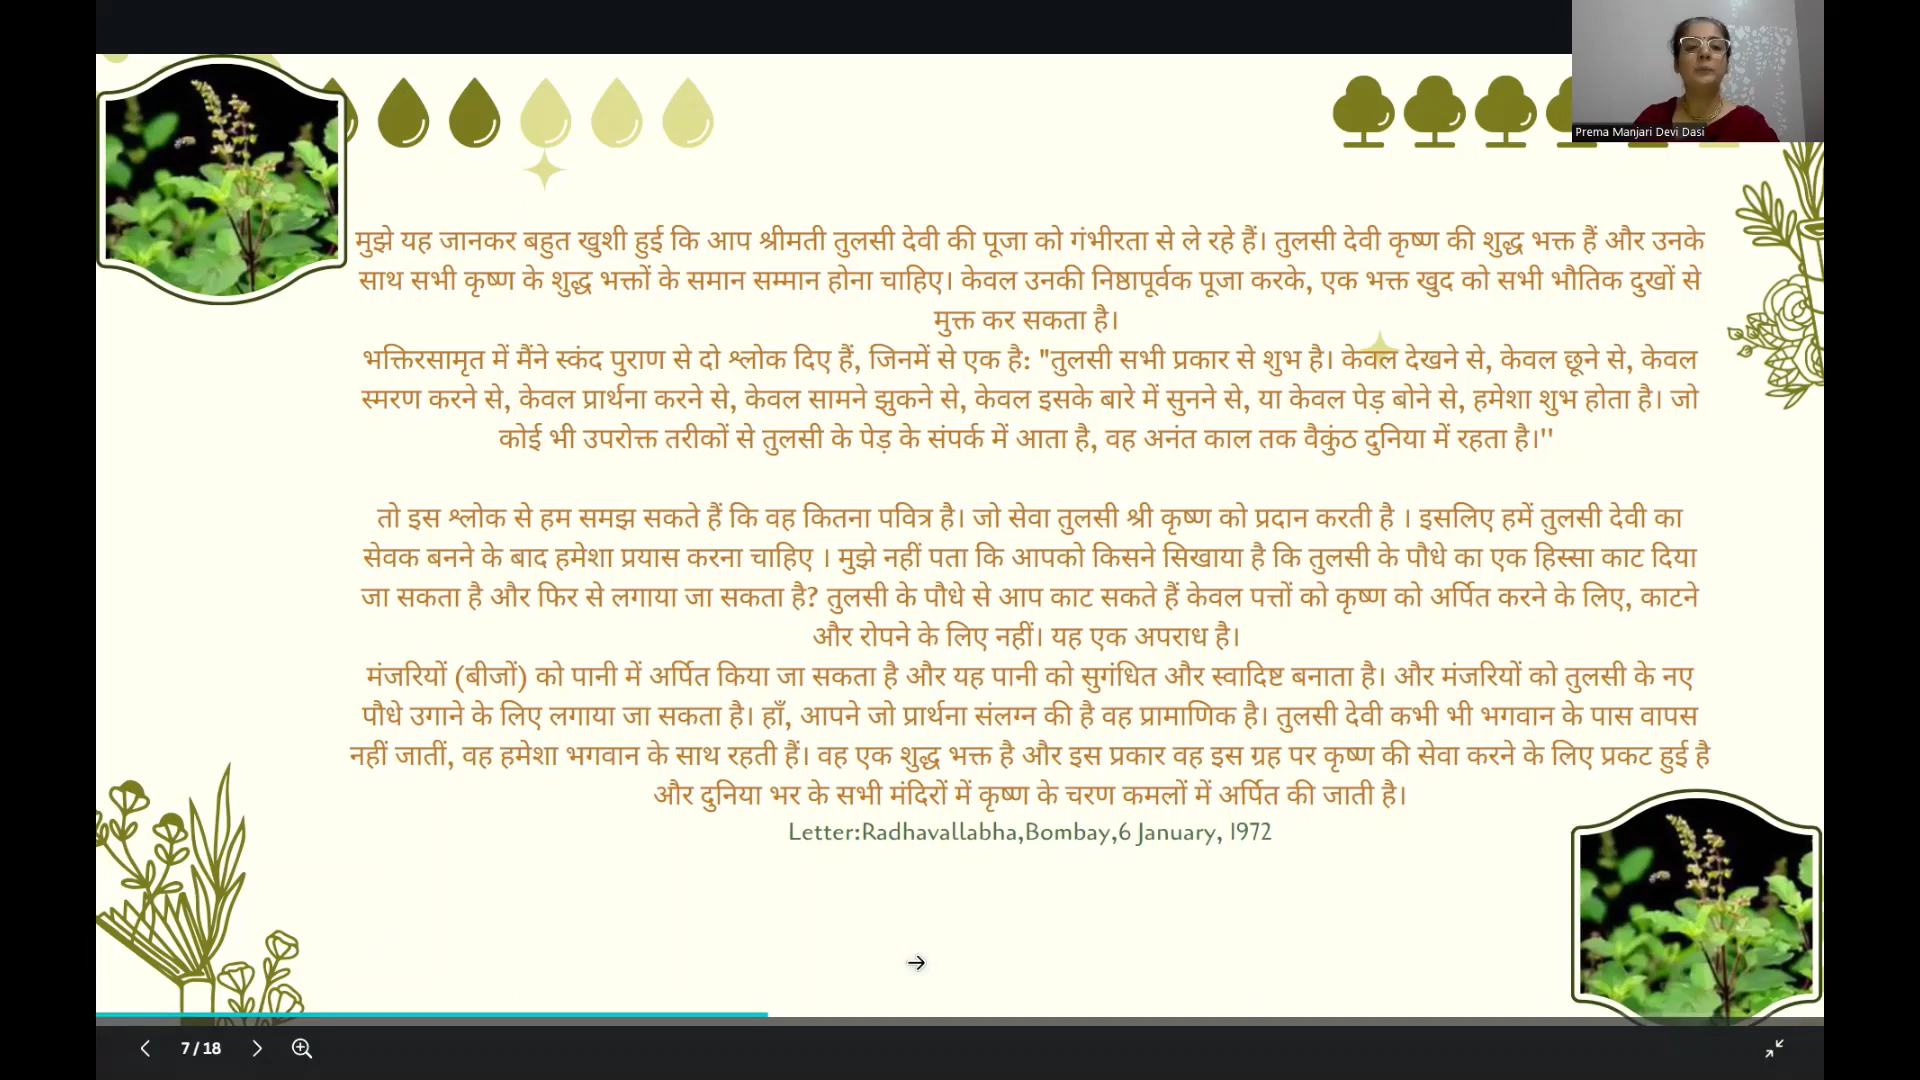 Prema Manjari Devi Dasi
मुझे यह जानकर बहुत खुशी हुई कि आप श्रीमती तुलसी देवी की पूजा को गंभीरता से ले रहे हैं। तुलसी देवी कृष्ण की शुद्ध भक्त हैं और उनके
साथ सभी कृष्ण के शुद्ध भक्तों के समान सम्मान होना चाहिए। केवल उनकी निष्ठापूर्वक पूजा करके, एक भक्त खुद को सभी भौतिक दुखों से
मुक्त कर सकता है।
भक्तिरसामृत में मैंने स्कंद पुराण से दो श्लोक दिए हैं, जिनमें से एक है: "तुलसी सभी प्रकार से शुभ है। केवल देखने से, केवल छूने से, केवल
स्मरण करने से, केवल प्रार्थना करने से, केवल सामने झुकने से, केवल इसके बारे में सुनने से, या केवल पेड़ बोने से, हमेशा शुभ होता है। जो
कोई भी उपरोक्त तरीकों से तुलसी के पेड़ के संपर्क में आता है, वह अनंत काल तक वैकुंठ दुनिया में रहता है।''
तो इस श्लोक से हम समझ सकते हैं कि वह कितना पवित्र है। जो सेवा तुलसी श्री कृष्ण को प्रदान करती है । इसलिए हमें तुलसी देवी का
सेवक बनने के बाद हमेशा प्रयास करना चाहिए । मुझे नहीं पता कि आपको किसने सिखाया है कि तुलसी के पौधे का एक हिस्सा काट दिया
जा सकता है और फिर से लगाया जा सकता है? तुलसी के पौधे से आप काट सकते हैं केवल पत्तों को कृष्ण को अर्पित करने के लिए, काटने
और रोपने के लिए नहीं। यह एक अपराध है।
मंजरियों (बीजों) को पानी में अर्पित किया जा सकता है और यह पानी को सुगंधित और स्वादिष्ट बनाता है। और मंजरियों को तुलसी के नए
पौधे उगाने के लिए लगाया जा सकता है। हाँ, आपने जो प्रार्थना संलग्न की है वह प्रामाणिक है। तुलसी देवी कभी भी भगवान के पास वापस
नहीं जातीं, वह हमेशा भगवान के साथ रहती हैं। वह एक शुद्ध भक्त है और इस प्रकार वह इस ग्रह पर कृष्ण की सेवा करने के लिए प्रकट हुई है
और दुनिया भर के सभी मंदिरों में कृष्ण के चरण कमलों में अर्पित की जाती है।
Letter:Radhavallabha,Bombay,6 January, 1972
7 / 18